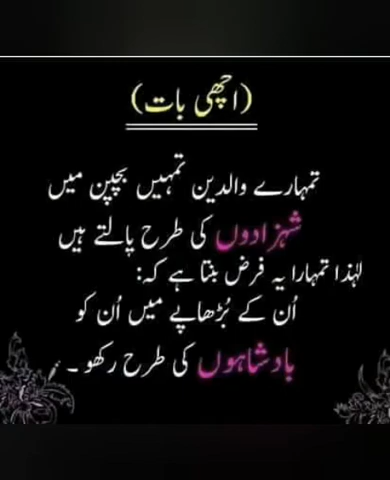 (اچھی بات)
تمہارے والدین تمہیں بچپن میں
شہزادوں کی طرح پالتے ہیں
لہٰذا تمہارا یہ فرض بنتا ہے کہ:
اُن کے بُڑھاپے میں اُن کو
بادشاہوں کی طرح رکھو ۔